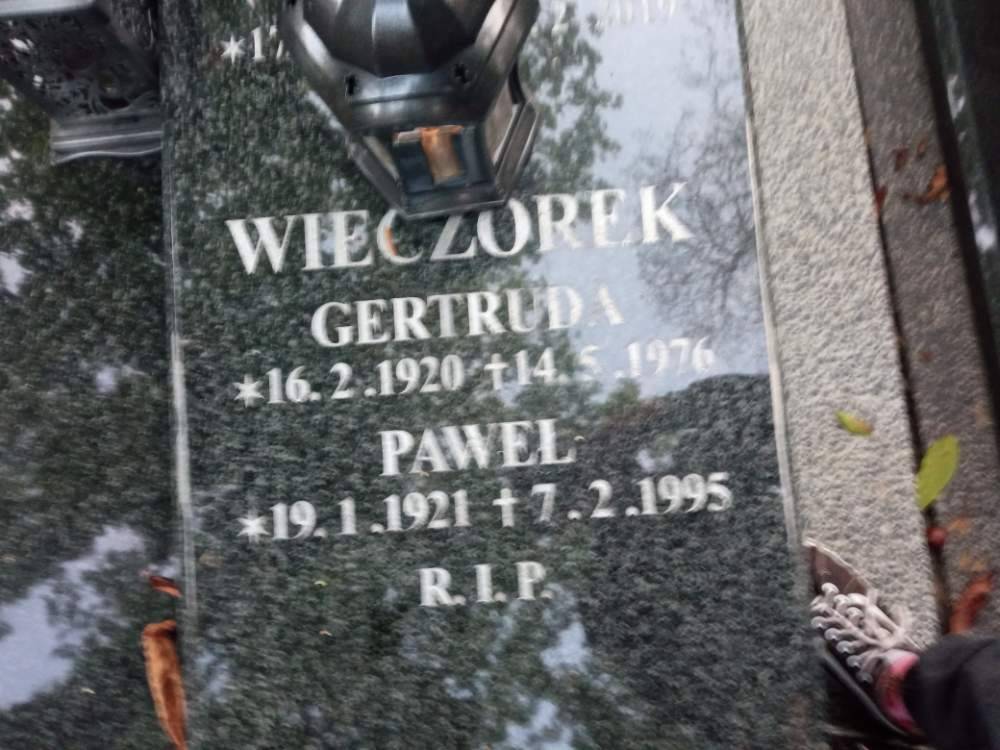 WIECZOREK
GERTRUDA
*16.2.1920 †14.5.1976
PAWEL
*19.1.1921 †7.2.1995
R.I.P.